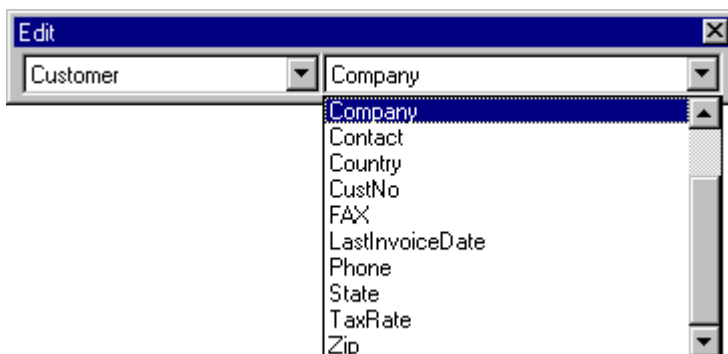 Edit
Customer Company
Company
Contact
Country
CustNo
FAX
LastInvoiceDate
Phone
State
TaxRate
Zip